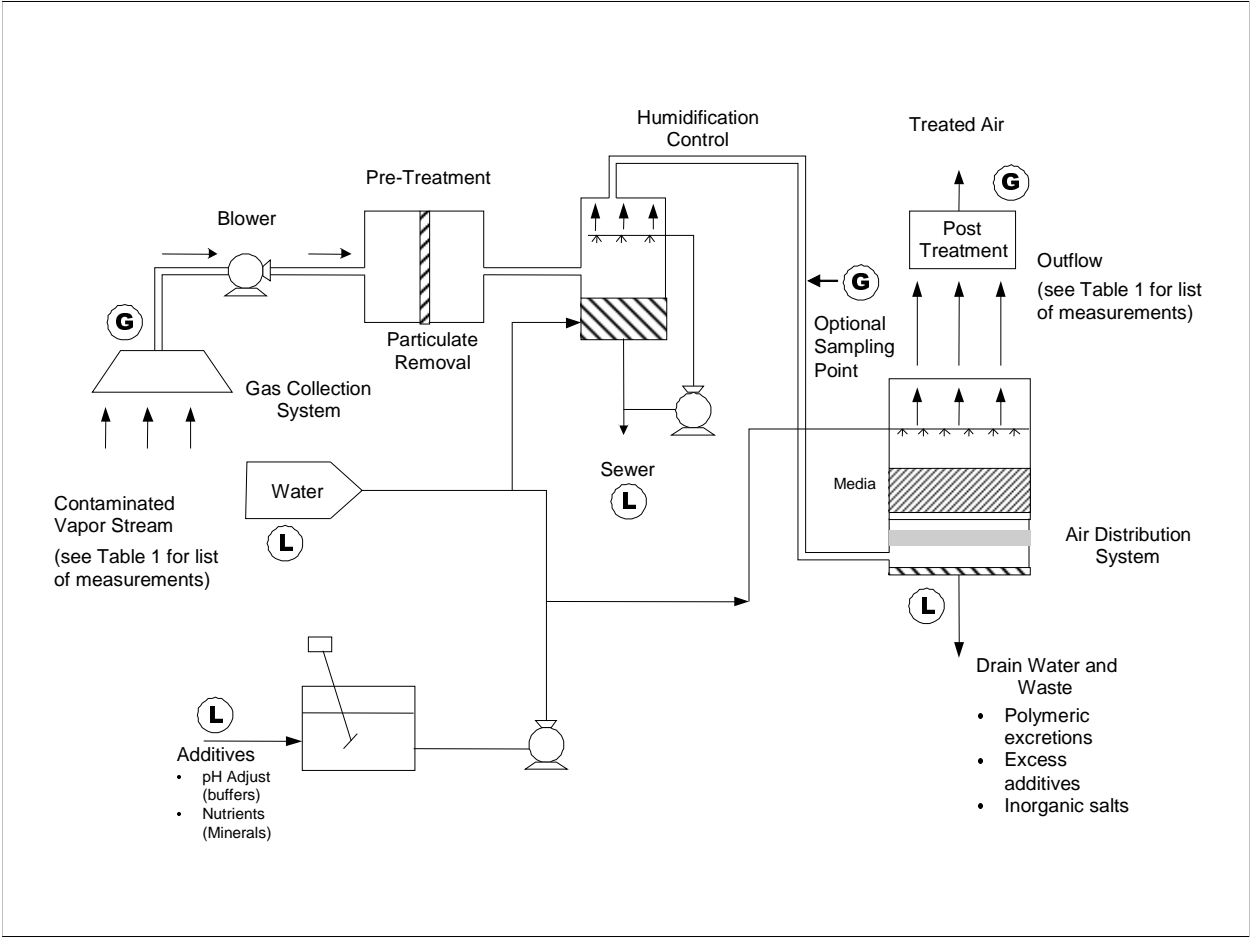 Humidification
Control
Treated Air
G
Pre-Treatment
Blower
Post
Treatment
Outflow
(see Table 1 for list
of measurements)
G
Optional
Sampling
Point
G
Particulate
Removal
Gas Collection
System
Contaminated
Vapor Stream
(see Table 1 for list
of measurements)
Water
L
Sewer
L
Media
Air Distribution
System
L
Drain Water and
Waste
• Polymeric
excretions
• Excess
additives
• Inorganic salts
L
Additives
• pH Adjust
(buffers)
• Nutrients
(Minerals)